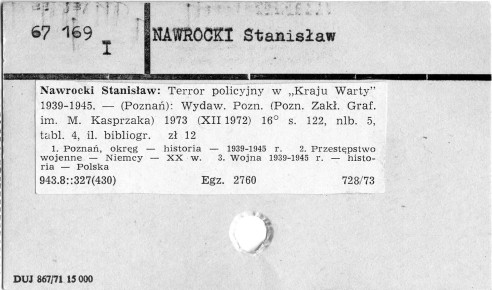 67 169
I
NAWROCKI Stanisław
Nawrocki Stanisław: Terror policyjny w „Kraju Warty”
1939-1945. — (Poznań): Wydaw. Pozn. (Pozn. Zakł. Graf.
im. M. Kasprzaka) 1973 (XII 1972) 16° s. 122, nlb. 5,
tabl. 4, il. bibliogr. zł 12
1. Poznań, okręg — historia — 1939-1945 r. 2. Przestępstwo
wojenne — Niemcy — XX w. 3. Wojna 1939-1945 r. — histo-
ria — Polska
943.8::327(430) Egz. 2760 728/73
DUJ 867/71 15 000